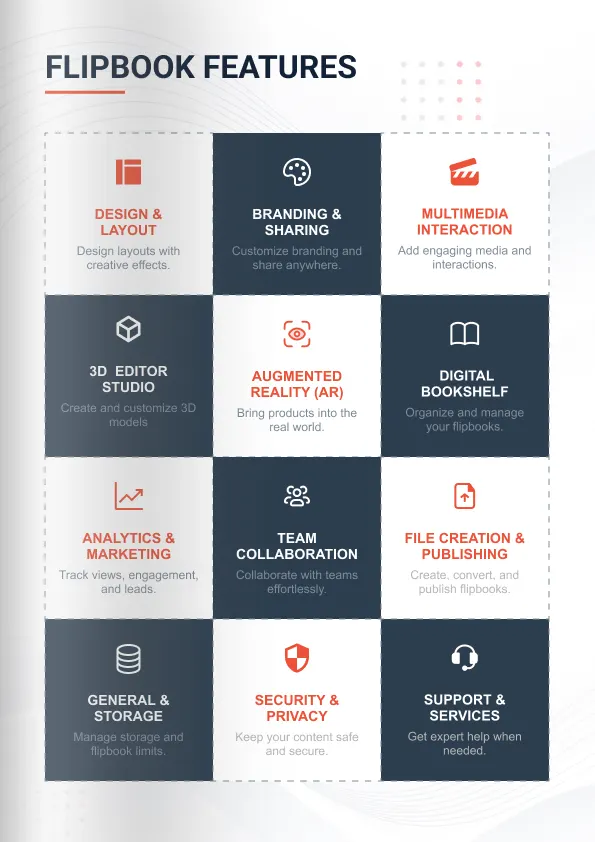 FLIPBOOK FEATURES
DESIGN &
LAYOUT
Design layouts with
creative effects.
BRANDING &
SHARING
Customize branding and
share anywhere.
MULTIMEDIA
INTERACTION
Add engaging media and
interactions.
3D  EDITOR
STUDIO
Create and customize 3D
models
AUGMENTED
REALITY (AR)
Bring products into the
real world.
DIGITAL
BOOKSHELF
Organize and manage
your flipbooks.
ANALYTICS &
MARKETING
Track views, engagement,
and leads.
TEAM
COLLABORATION
Collaborate with teams
effortlessly.
FILE CREATION &
PUBLISHING
Create, convert, and
publish flipbooks.
GENERAL &
STORAGE
Manage storage and
flipbook limits.
SECURITY &
PRIVACY
Keep your content safe
and secure.
SUPPORT &
SERVICES
Get expert help when
needed.